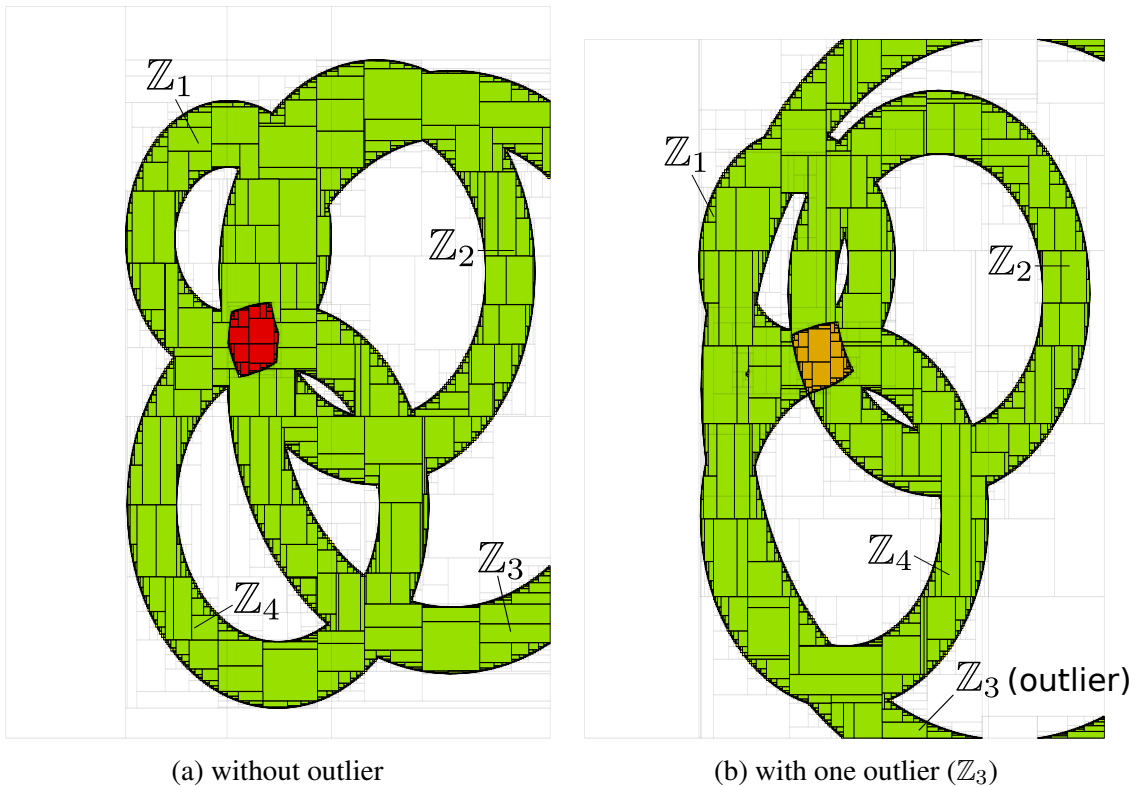 ℤ₁
ℤ₂
ℤ₃
ℤ₄
(a) without outlier
ℤ₁
ℤ₂
ℤ₄
ℤ₃ (outlier)
(b) with one outlier (ℤ₃)